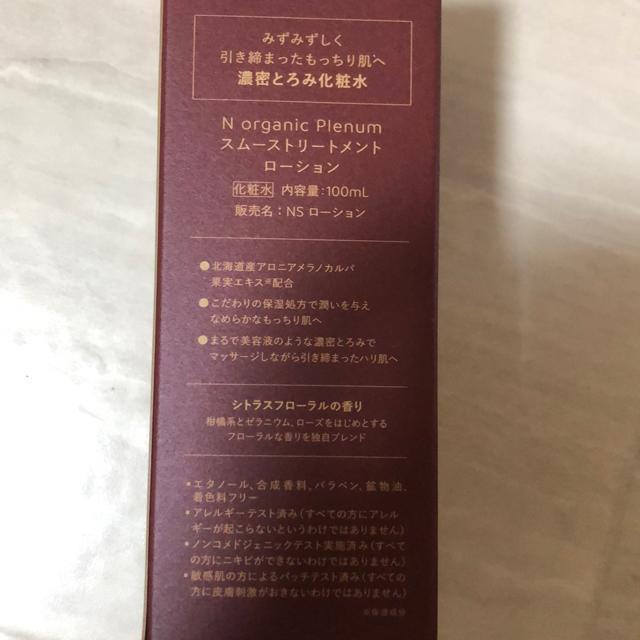 みずみずしく
引き締まったもっちり肌へ
濃密とろみ化粧水
N organic Plenum
スムーストリートメント
ローション
化粧水 内容量:100mL
販売名:NS ローション
●北海道産アロニアメラノカルパ
果実エキス※配合
●こだわりの保湿処方で潤いを与え
なめらかなもっちり肌へ
●まるで美容液のような濃密とろみで
マッサージしながら引き締まったハリ肌へ
シトラスフローラルの香り
柑橘系とゼラニウム、ローズをはじめとする
フローラルな香りを独自ブレンド
•エタノール、合成香料、パラベン、鉱物油、
着色料フリー
•アレルギーテスト済み(すべての方にアレル
ギーが起こらないというわけではありません)
•ノンコメドジェニックテスト実施済み(すべて
の方にニキビができないわけではありません)
•敏感肌の方によるパッチテスト済み(すべて
の方に皮膚刺激がおきないわけではありません)
※保湿成分